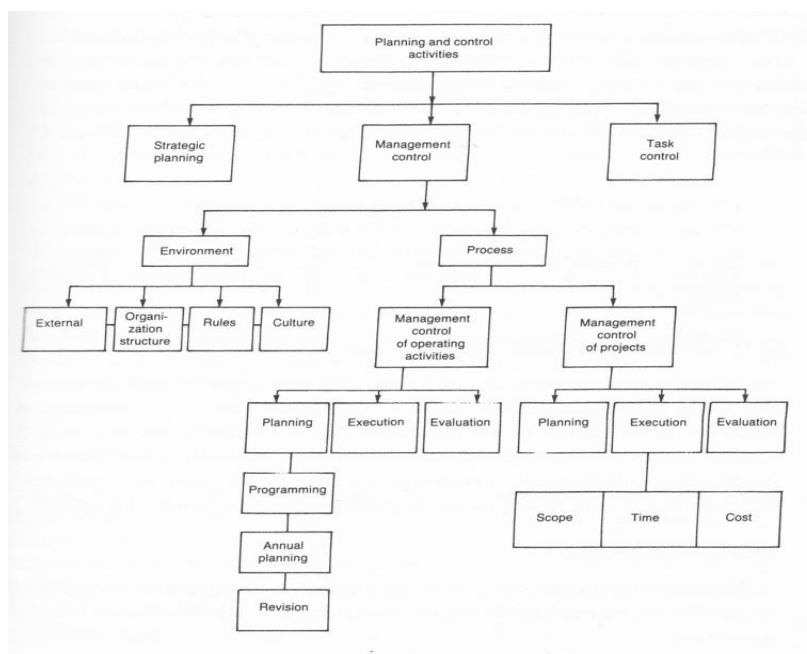 Planning and control
activities
Strategic
planning
Management
control
Task
control
Environment
Process
External
Organi-
zation
structure
Rules
Culture
Management
control
of operating
activities
Management
control
of projects
Planning
Execution
Evaluation
Planning
Execution
Evaluation
Programming
Annual
planning
Revision
Scope
Time
Cost